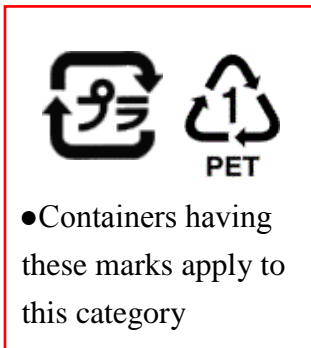 プラ
1
PET
●Containers having
these marks apply to
this category